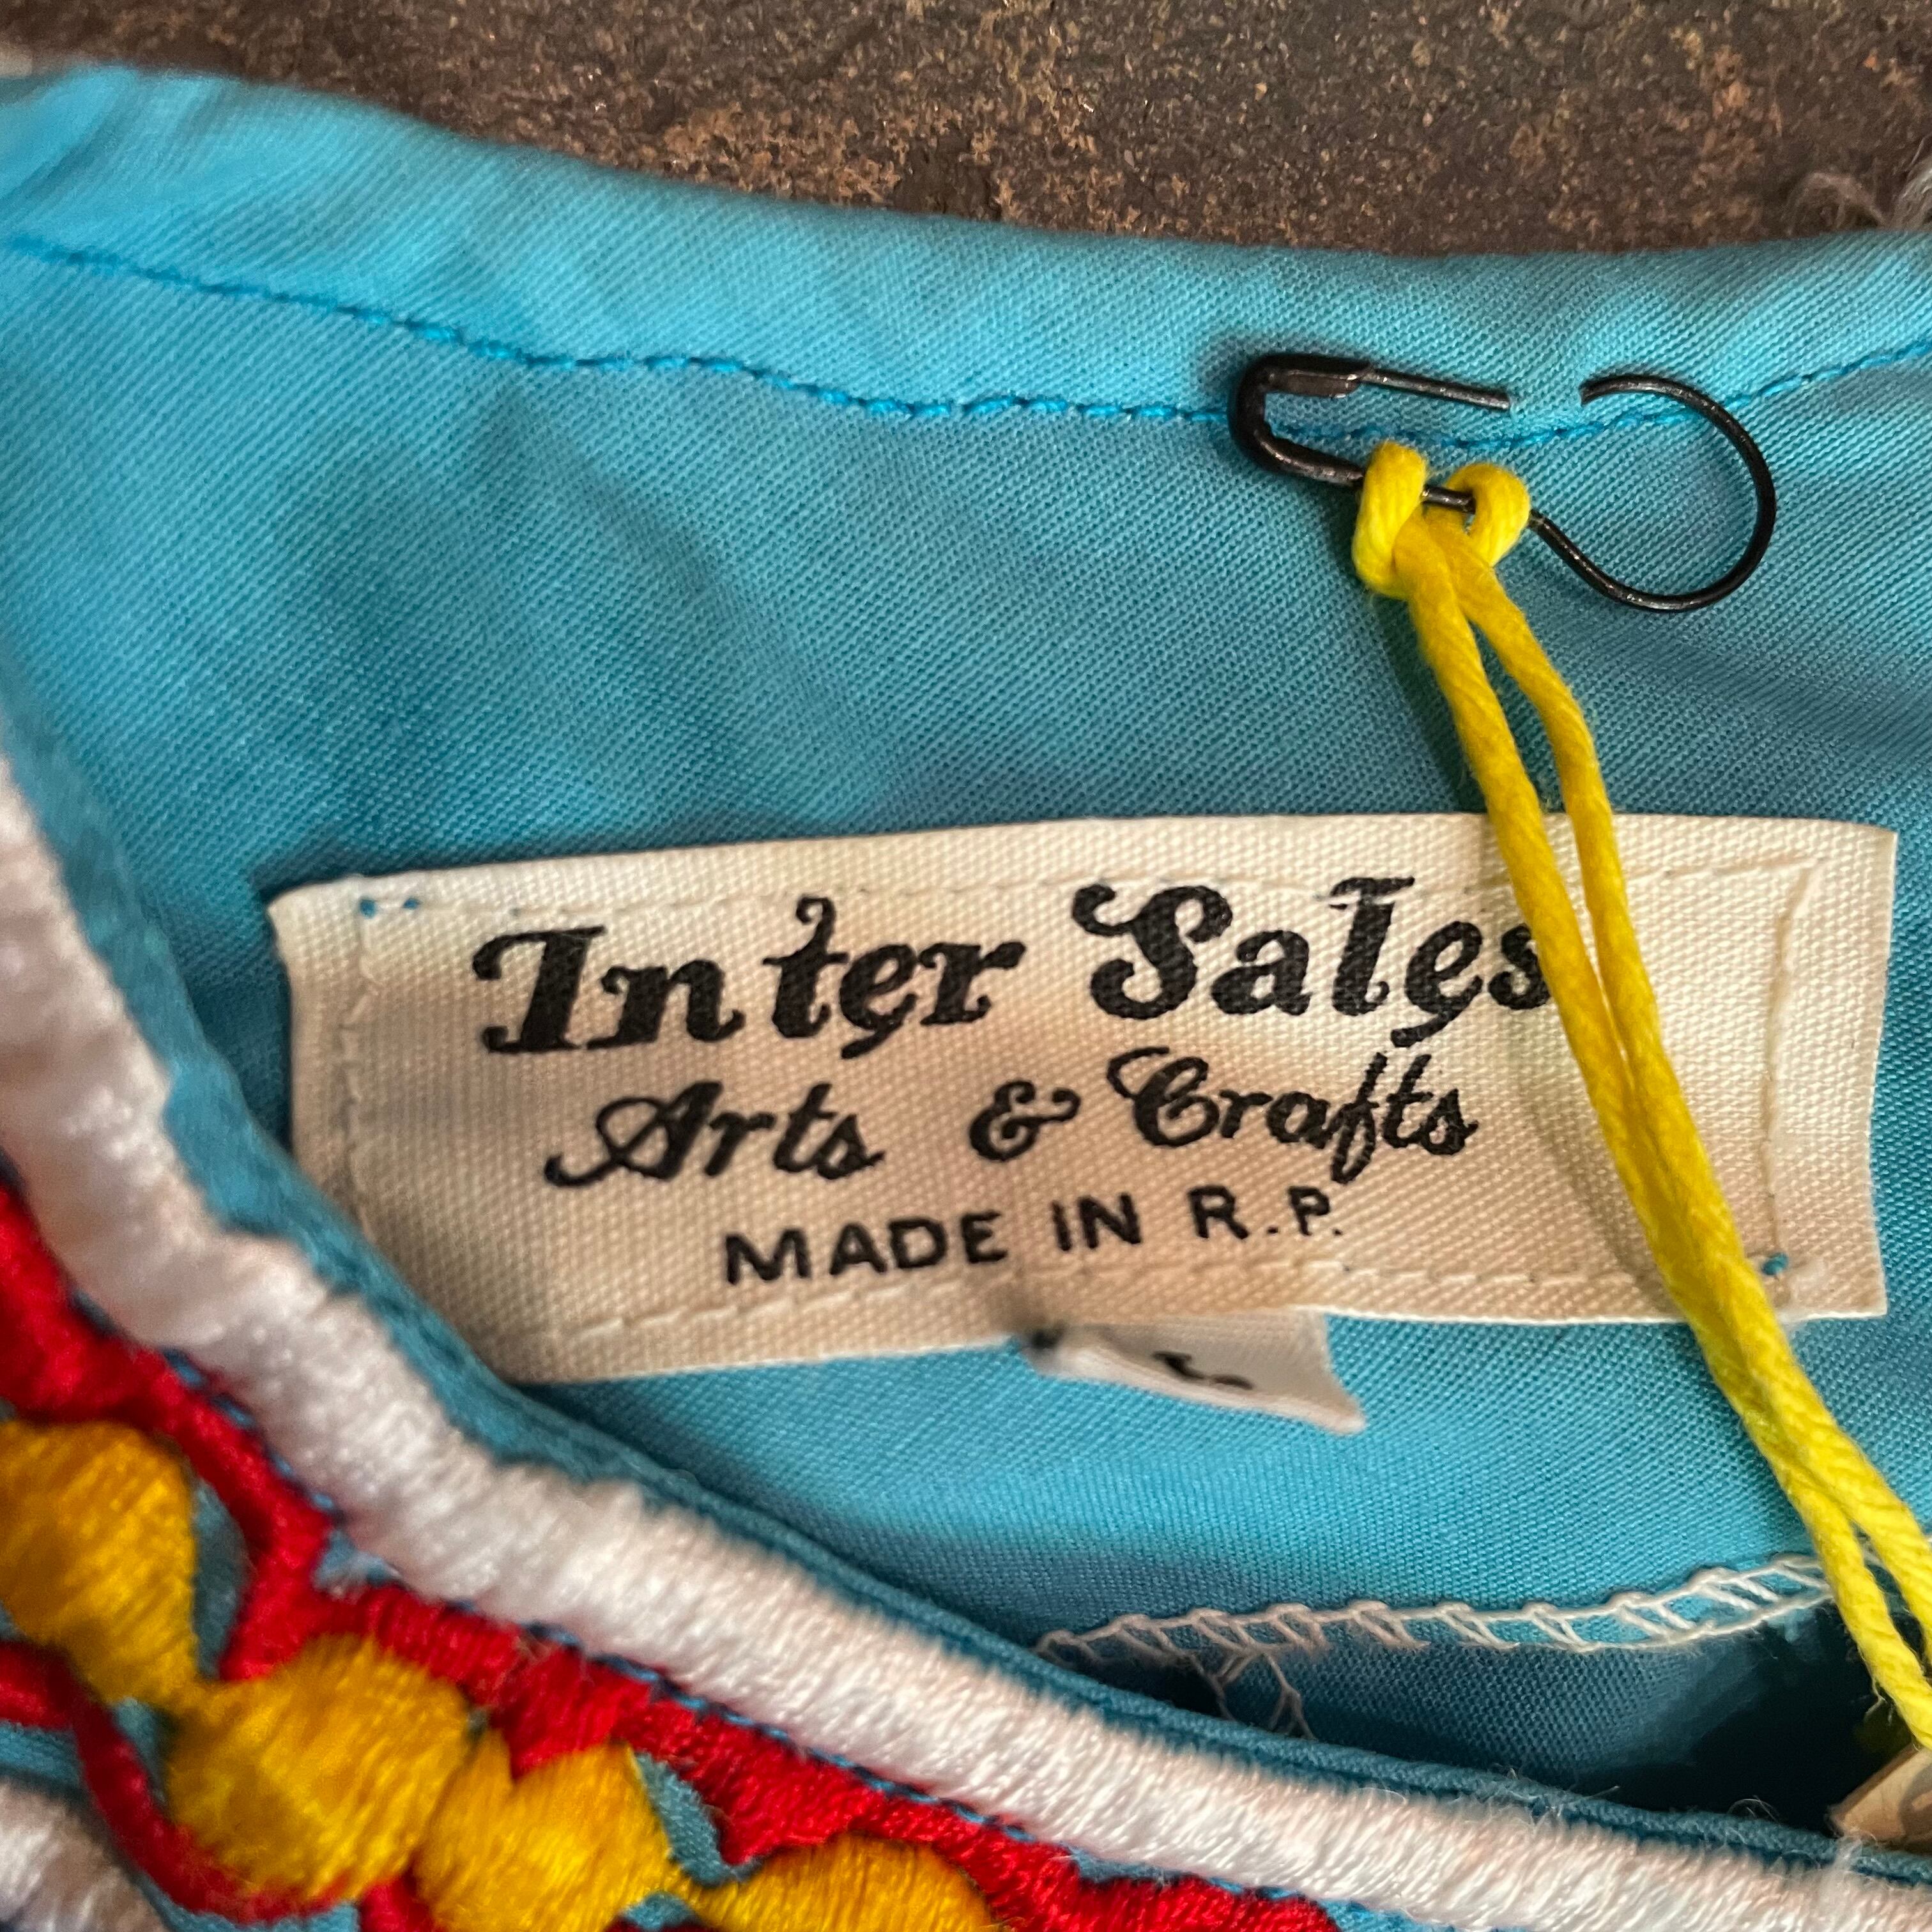 Inter Sales
Arts & Crafts
MADE IN R.P.